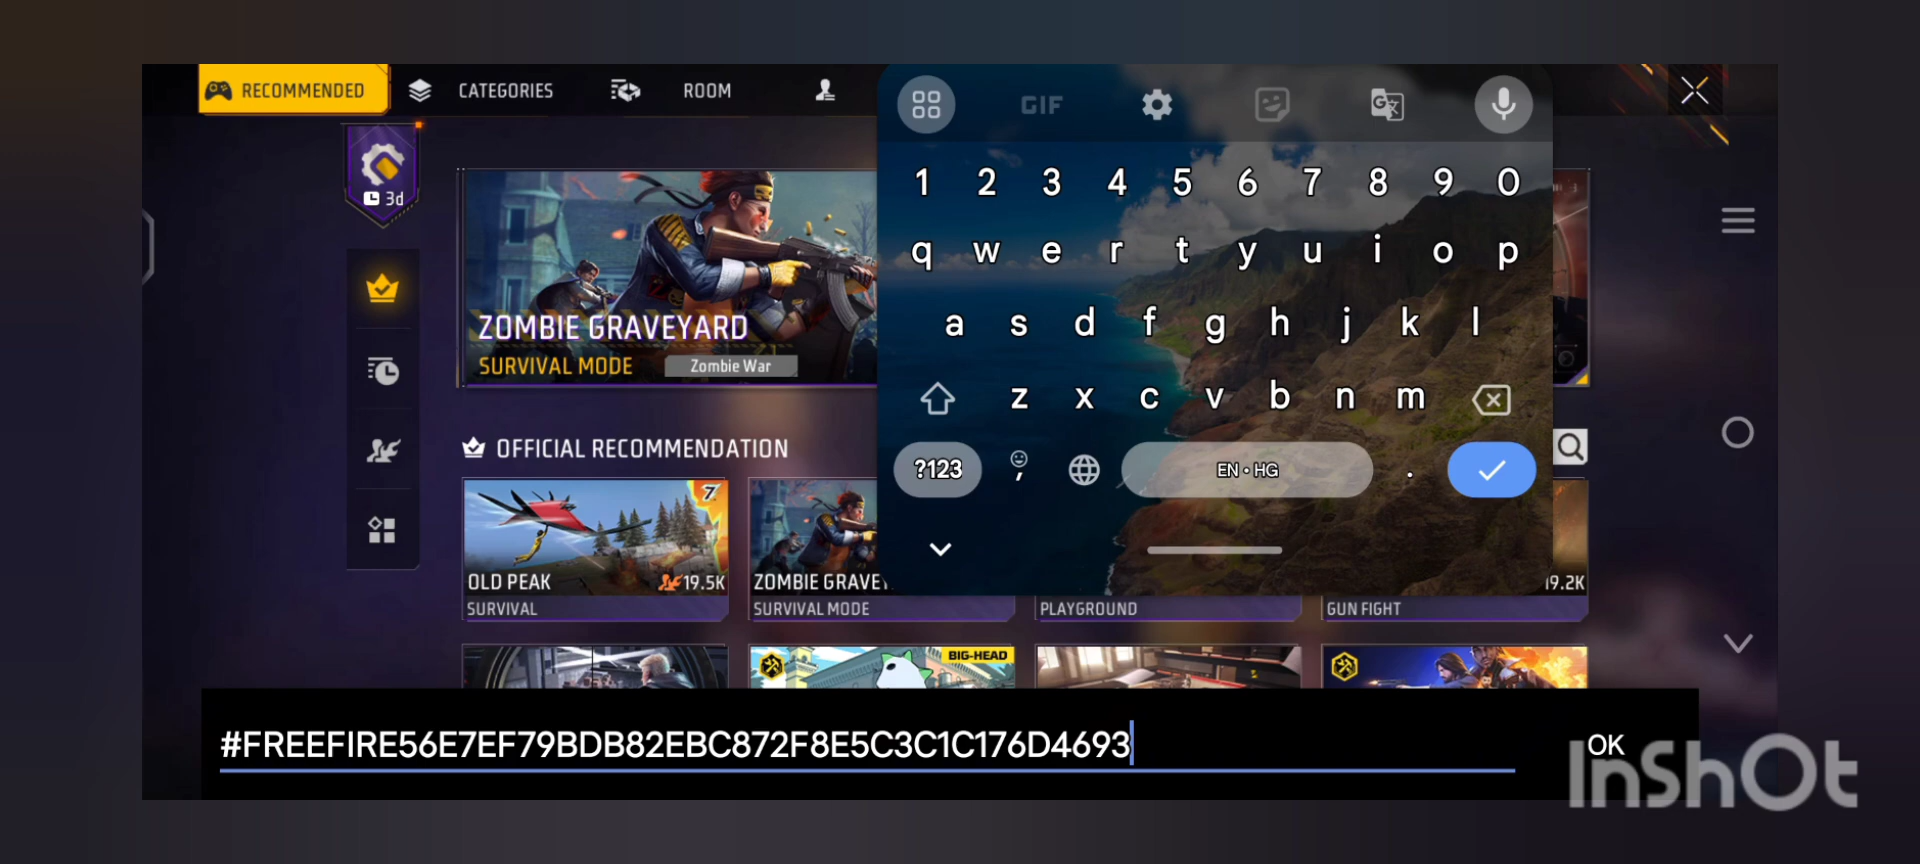 RECOMMENDED
CATEGORIES
ROOM
3d
ZOMBIE GRAVEYARD
SURVIVAL MODE
Zombie War
OFFICIAL RECOMMENDATION
7
OLD PEAK
19.5K
SURVIVAL
ZOMBIE GRAVEY
SURVIVAL MODE
PLAYGROUND
19.2K
GUN FIGHT
BIG-HEAD
GIF
G
1 2 3 4 5 6 7 8 9 0
q w e r t y u i o p
a s d f g h j k l
z x c v b n m
?123
,
EN • HG
.
#FREEFIRE56E7EF79BDB82EBC872F8E5C3C1C176D4693
OK
InShOt